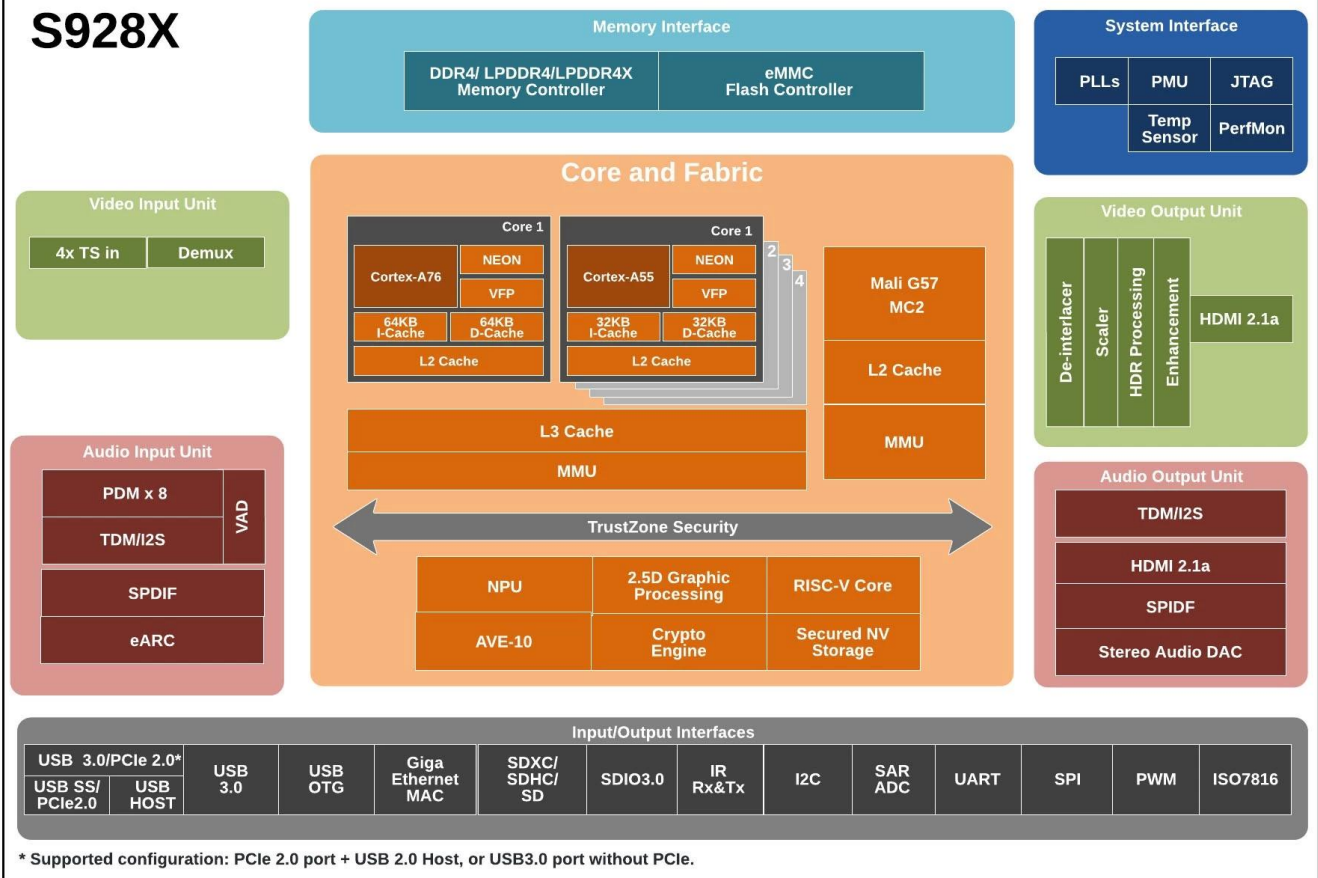 S928X
Memory Interface
DDR4/ LPDDR4/LPDDR4X
Memory Controller
eMMC
Flash Controller
System Interface
PLLs
PMU
JTAG
Temp
Sensor
PerfMon
Video Input Unit
4x TS in
Demux
Core and Fabric
Core 1
Cortex-A76
NEON
VFP
64KB
I-Cache
64KB
D-Cache
L2 Cache
Core 1
Cortex-A55
NEON
VFP
32KB
I-Cache
32KB
D-Cache
L2 Cache
2
3
4
Mali G57
MC2
L2 Cache
MMU
L3 Cache
MMU
TrustZone Security
NPU
2.5D Graphic
Processing
RISC-V Core
AVE-10
Crypto
Engine
Secured NV
Storage
Video Output Unit
De-interlacer
Scaler
HDR Processing
Enhancement
HDMI 2.1a
Audio Input Unit
PDM x 8
TDM/I2S
VAD
SPDIF
eARC
Audio Output Unit
TDM/I2S
HDMI 2.1a
SPIDF
Stereo Audio DAC
Input/Output Interfaces
USB 3.0/PCIe 2.0*
USB SS/
PCIe2.0
USB
HOST
USB
3.0
USB
OTG
Giga
Ethernet
MAC
SDXC/
SDHC/
SD
SDIO3.0
IR
Rx&Tx
I2C
SAR
ADC
UART
SPI
PWM
ISO7816
* Supported configuration: PCIe 2.0 port + USB 2.0 Host, or USB3.0 port without PCIe.